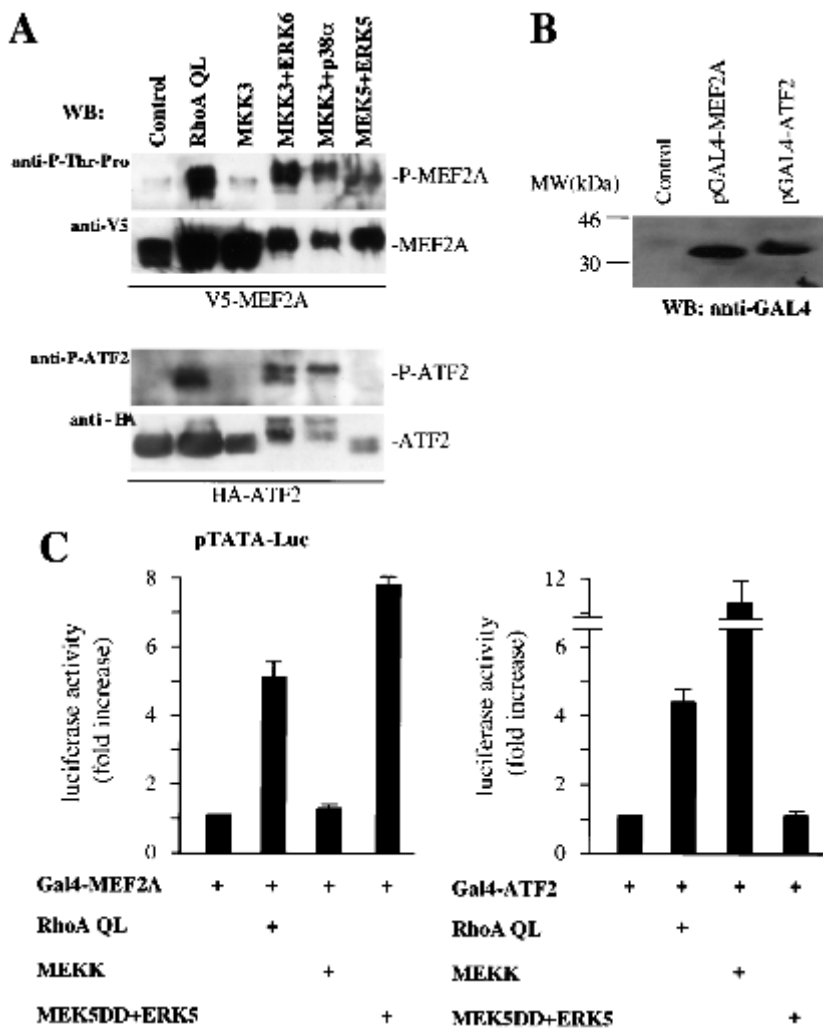 A
WB:
Control
RhoA QL
MKK3
MKK3+ERK6
MKK3+p38α
MEK5+ERK5
anti-P-Thr-Pro
-P-MEF2A
anti-V5
-MEF2A
V5-MEF2A
anti-P-ATF2
-P-ATF2
anti-HA
-ATF2
HA-ATF2
B
MW(kDa)
Control
pGAL4-MEF2A
pGAL4-ATF2
46
30
WB: anti-GAL4
C
pTATA-Luc
luciferase activity
(fold increase)
8
6
4
2
0
Gal4-MEF2A + + + +
RhoA QL +
MEKK +
MEK5DD+ERK5 +
luciferase activity
(fold increase)
12
6
4
2
0
Gal4-ATF2 + + + +
RhoA QL +
MEKK +
MEK5DD+ERK5 +